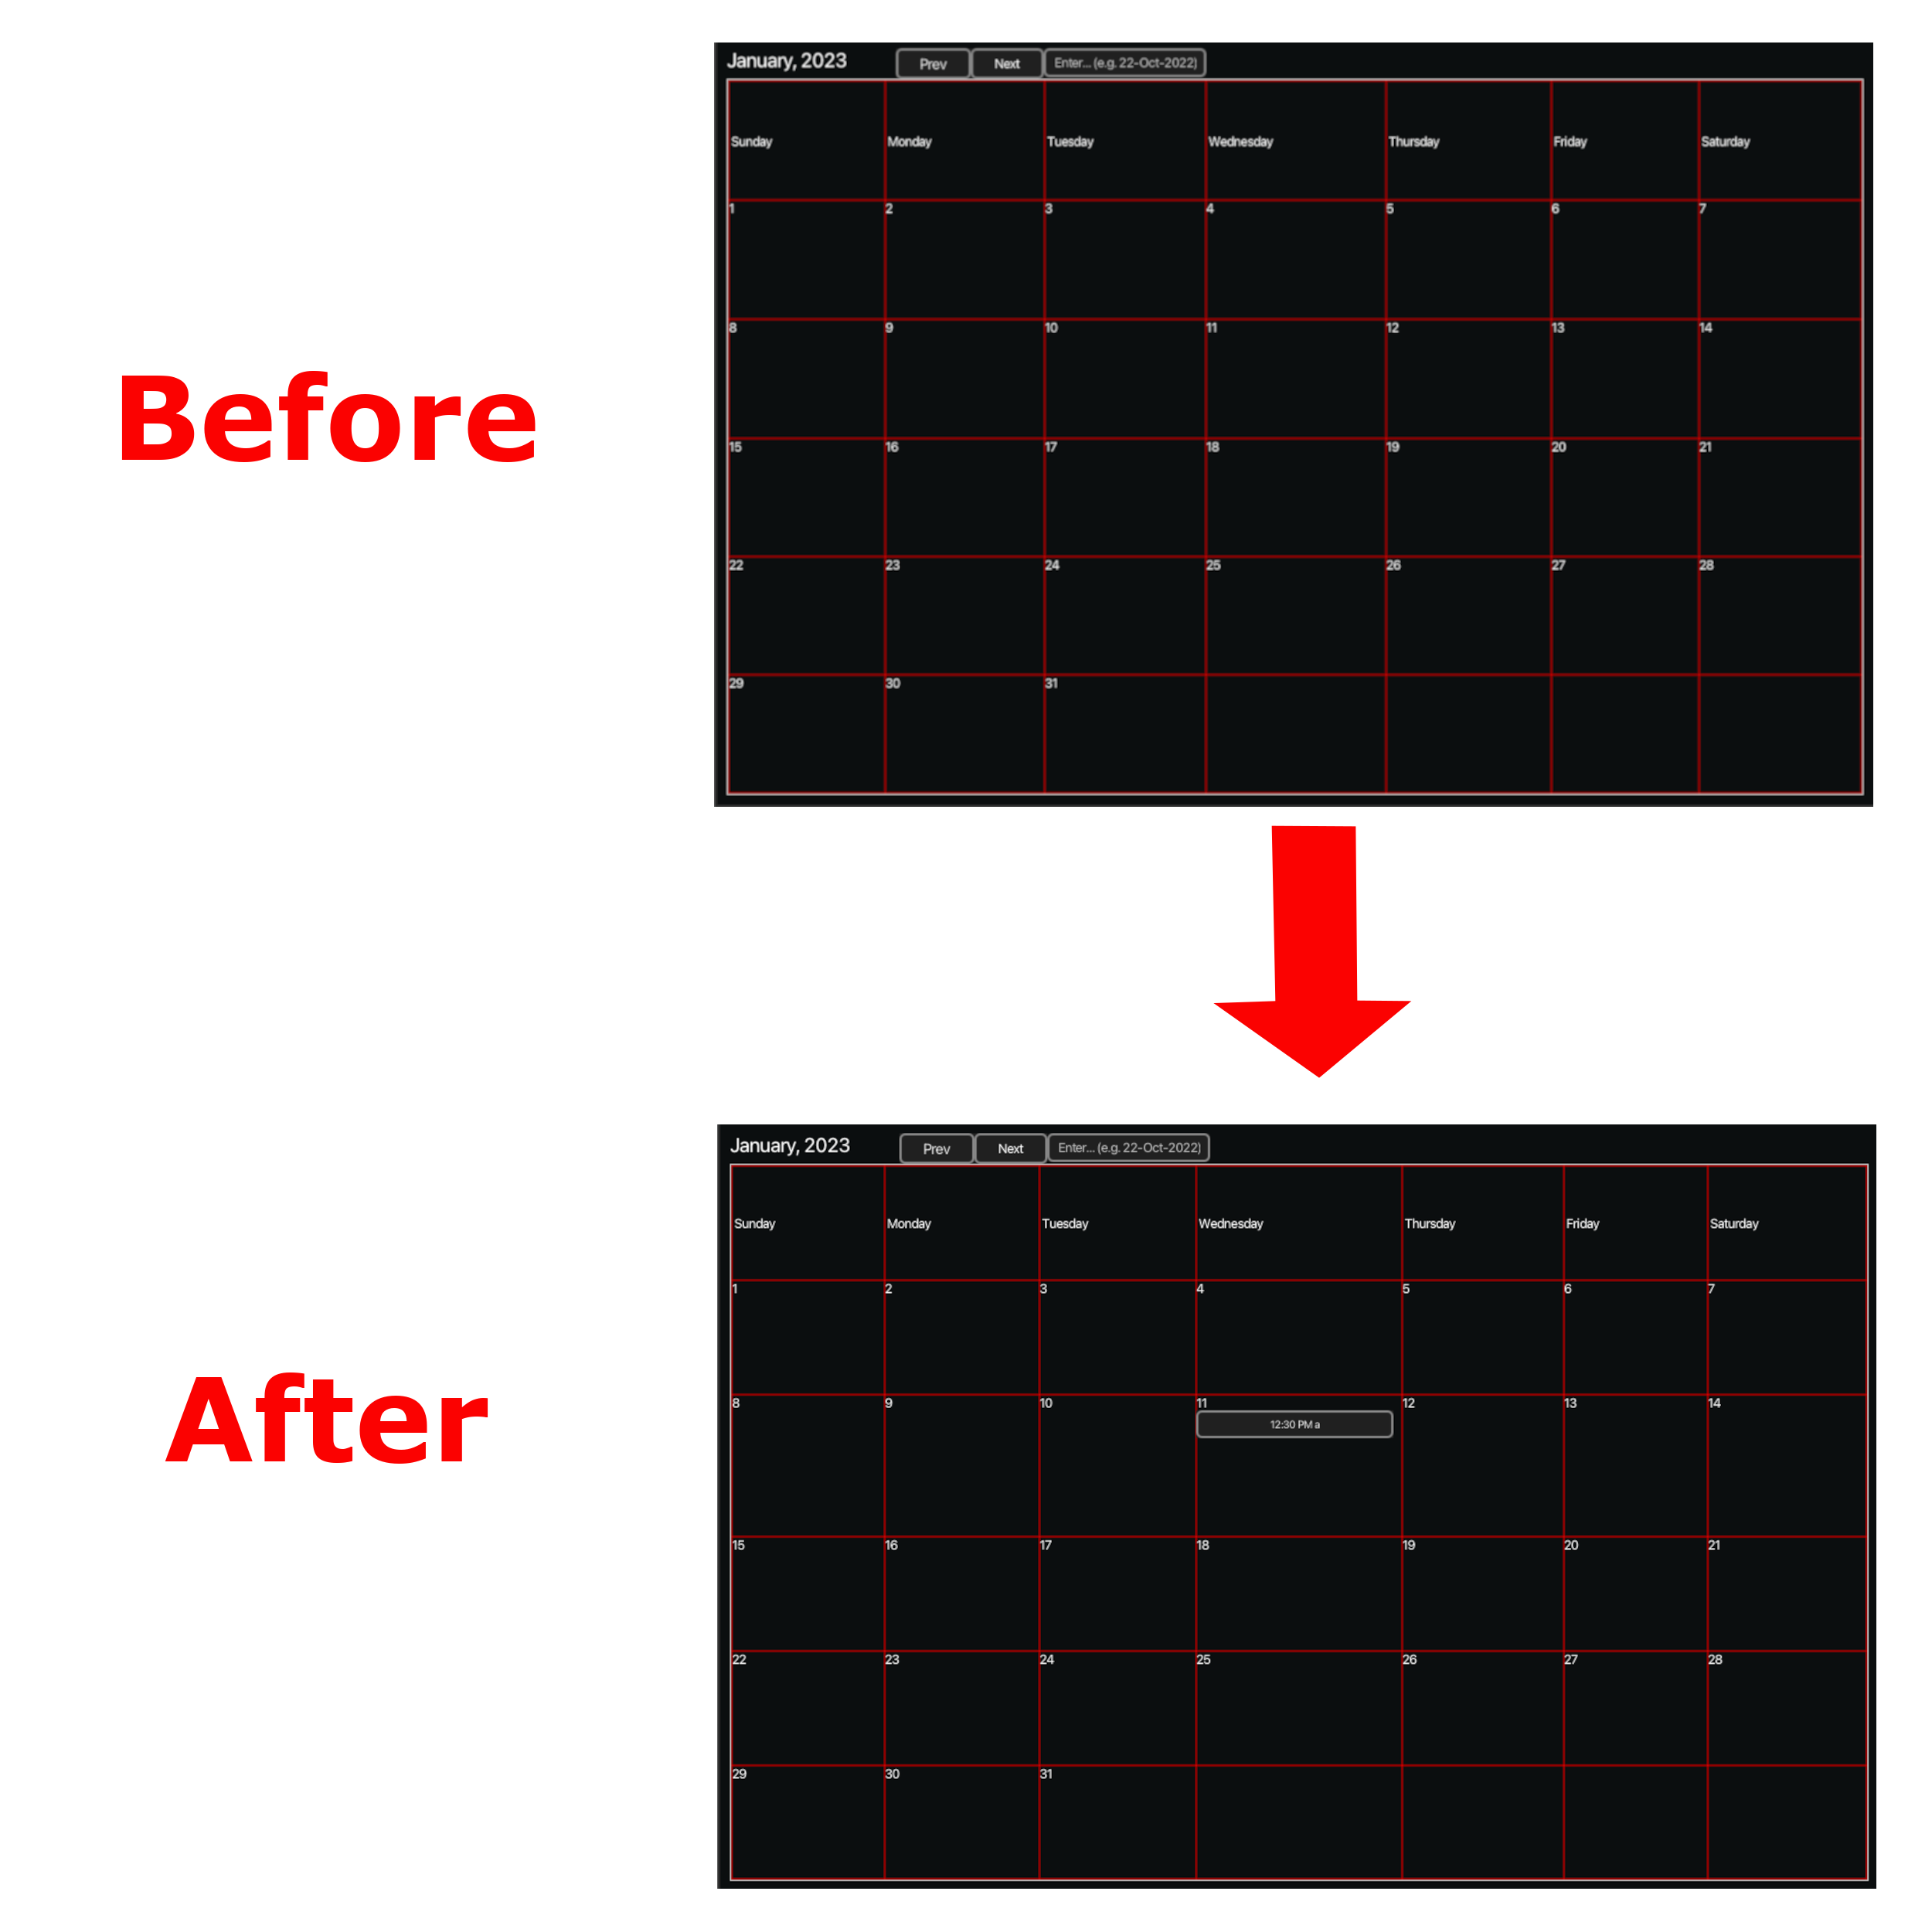 January, 2023 Prev Next Enter... (e.g. 22-Oct-2022)
Sunday Monday Tuesday Wednesday Thursday Friday Saturday
1 2 3 4 5 6 7
8 9 10 11 12 13 14
Before
15 16 17 18 19 20 21
22 23 24 25 26 27 28
29 30 31
January, 2023 Prev Next Enter... (e.g. 22-Oct-2022)
Sunday Monday Tuesday Wednesday Thursday Friday Saturday
1 2 3 4 5 6 7
8 9 10 11 12 13 14
12:30 PM a
After
15 16 17 18 19 20 21
22 23 24 25 26 27 28
29 30 31